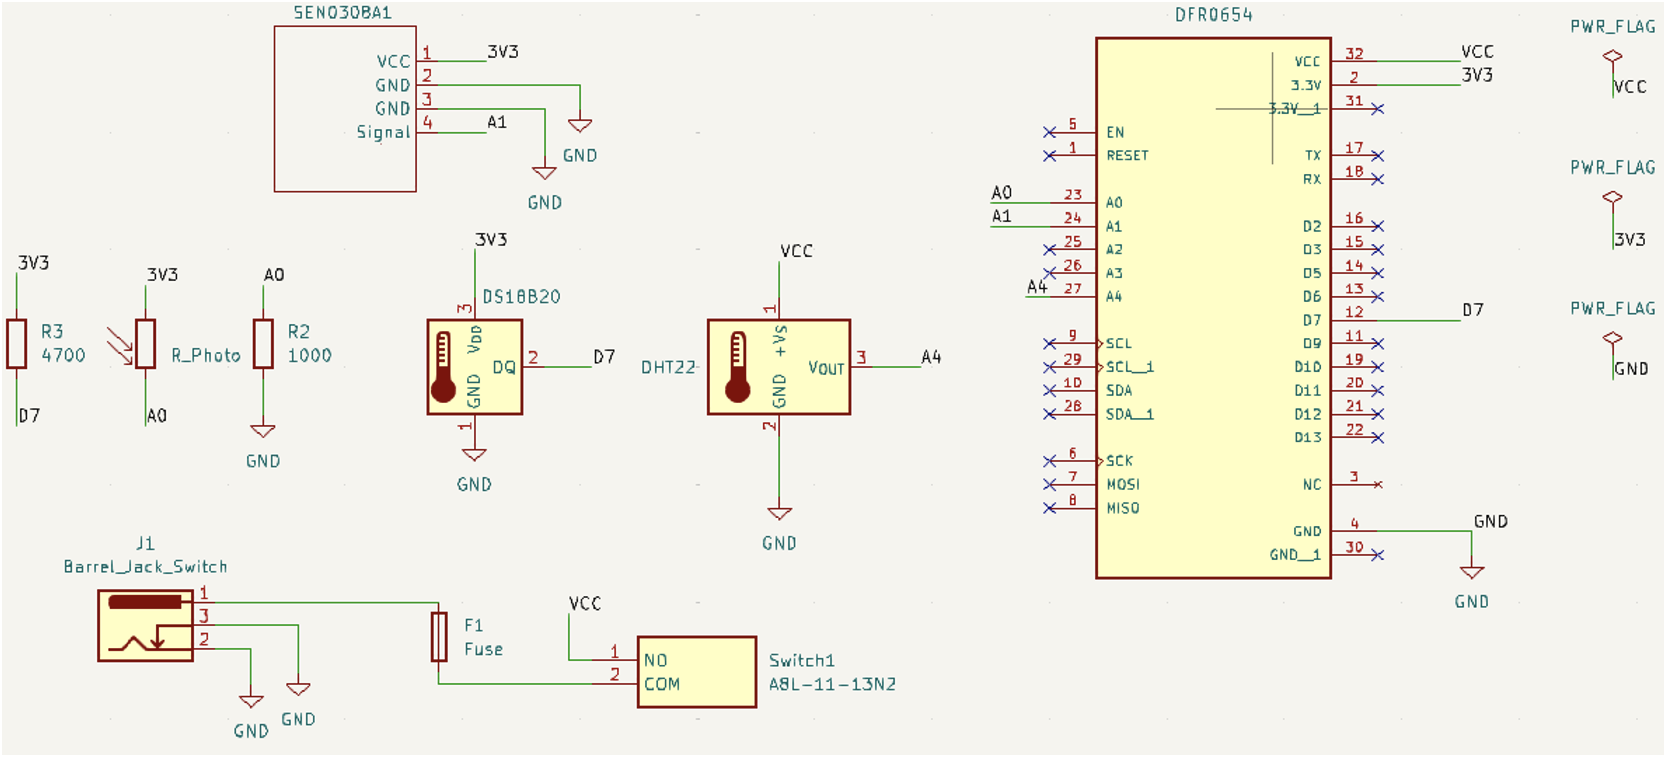 SEN0308A1
VCC 1 3V3
GND 2
GND 3
Signal 4 A1
GND
GND
3V3
R3
4700
D7
3V3
R_Photo
A0
A0
R2
1000
GND
3V3
DS18B20
3
VDD
DQ 2 D7
GND
1
GND
VCC
1
+VS
DHT22
VOUT 3 A4
GND
2
GND
J1
Barrel_Jack_Switch
1
3
2
GND
GND
F1
Fuse
VCC
1 NO
2 COM
Switch1
A8L-11-13N2
DFR0654
5 EN
1 RESET
A0 23 A0
A1 24 A1
25 A2
26 A3
A4 27 A4
9 SCL
29 SCL_1
10 SDA
28 SDA_1
6 SCK
7 MOSI
8 MISO
VCC 32 VCC
3.3V 2 3V3
3.3V_1 31
TX 17
RX 18
D2 16
D3 15
D5 14
D6 13
D7 12 D7
D9 11
D10 19
D11 20
D12 21
D13 22
NC 3
GND 4 GND
GND_1 30
GND
PWR_FLAG
VCC
PWR_FLAG
3V3
PWR_FLAG
GND